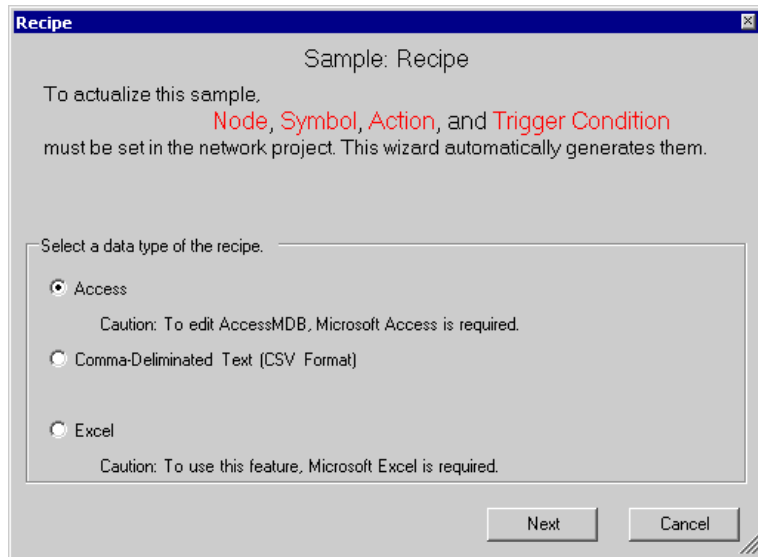 Recipe
Sample: Recipe
To actualize this sample,
Node, Symbol, Action, and Trigger Condition
must be set in the network project. This wizard automatically generates them.
Select a data type of the recipe.
Access
Caution: To edit AccessMDB, Microsoft Access is required.
Comma-Deliminated Text (CSV Format)
Excel
Caution: To use this feature, Microsoft Excel is required.
Next Cancel